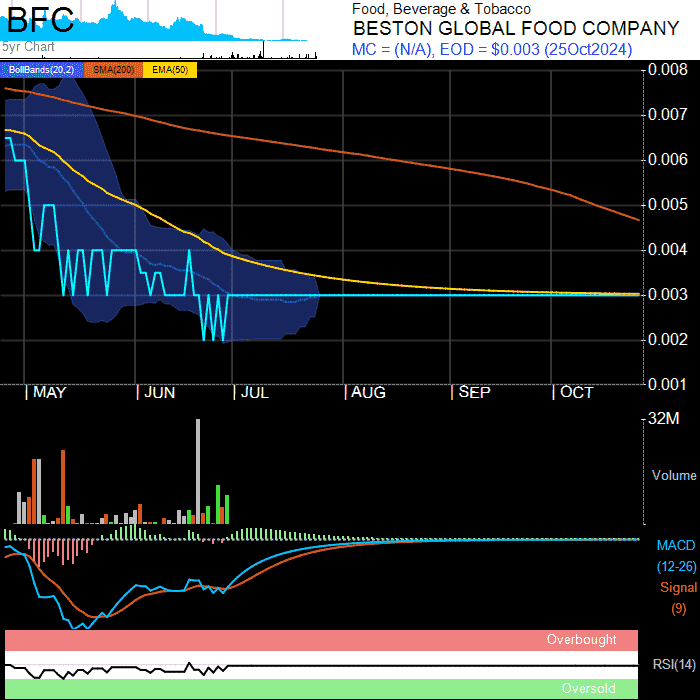 BFC
Food, Beverage & Tobacco
BESTON GLOBAL FOOD COMPANY
5yr Chart
MC = (N/A), EOD = $0.003 (25Oct2024)
BollBands(20,2) SMA(200) EMA(50)
0.008
0.007
0.006
0.005
0.004
0.003
0.002
0.001
MAY JUN JUL AUG SEP OCT
32M
Volume
MACD
(12-26)
Signal
(9)
Overbought
RSI(14)
Oversold